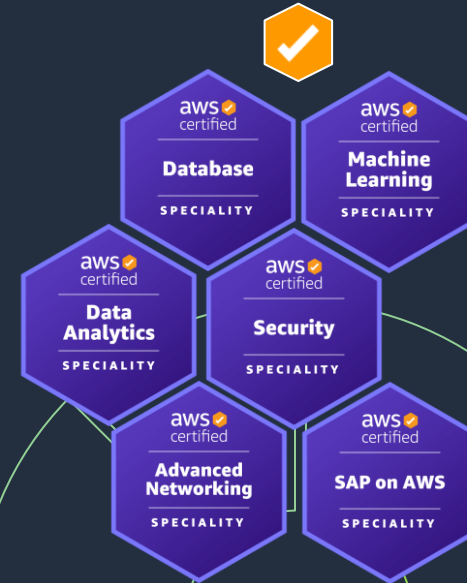 aws
certified
Database
SPECIALITY
aws
certified
Machine
Learning
SPECIALITY
aws
certified
Data
Analytics
SPECIALITY
aws
certified
Security
SPECIALITY
aws
certified
Advanced
Networking
SPECIALITY
aws
certified
SAP on AWS
SPECIALITY